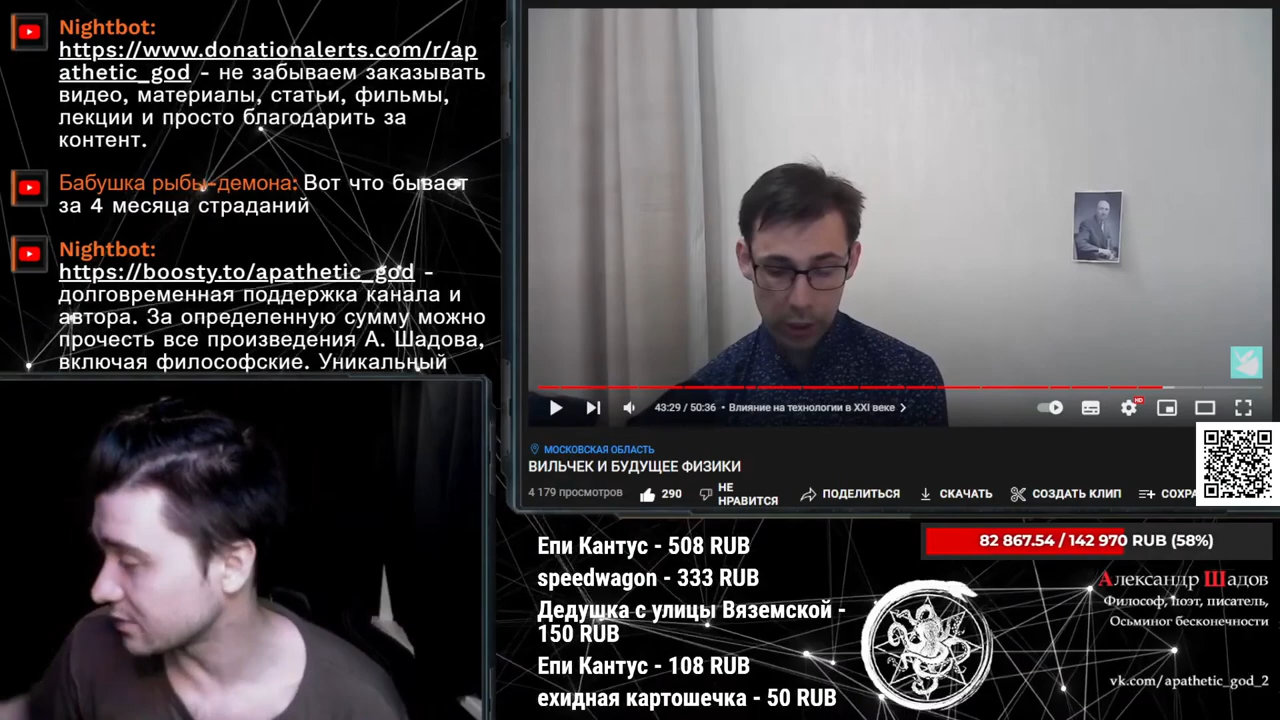 Nightbot:
https://www.donationalerts.com/r/ap
athetic_god - не забываем заказывать
видео, материалы, статьи, фильмы,
лекции и просто благодарить за
контент.
Бабушка рыбы-демона: Вот что бывает
за 4 месяца страданий
Nightbot:
https://boosty.to/apathetic_god -
долговременная поддержка канала и
автора. За определенную сумму можно
прочесть все произведения А. Шадова,
включая философские. Уникальный
43:29 / 50:36 • Влияние на технологии в XXI веке
HD
МОСКОВСКАЯ ОБЛАСТЬ
ВИЛЬЧЕК И БУДУЩЕЕ ФИЗИКИ
4 179 просмотров
290
НЕ
НРАВИТСЯ
ПОДЕЛИТЬСЯ
СКАЧАТЬ
СОЗДАТЬ КЛИП
СОХРА
Епи Кантус - 508 RUB
speedwagon - 333 RUB
Дедушка с улицы Вяземской -
150 RUB
Епи Кантус - 108 RUB
ехидная картошечка - 50 RUB
82 867.54 / 142 970 RUB (58%)
Александр Шадов
Философ, поэт, писатель,
Осьминог бесконечности
vk.com/apathetic_god_2